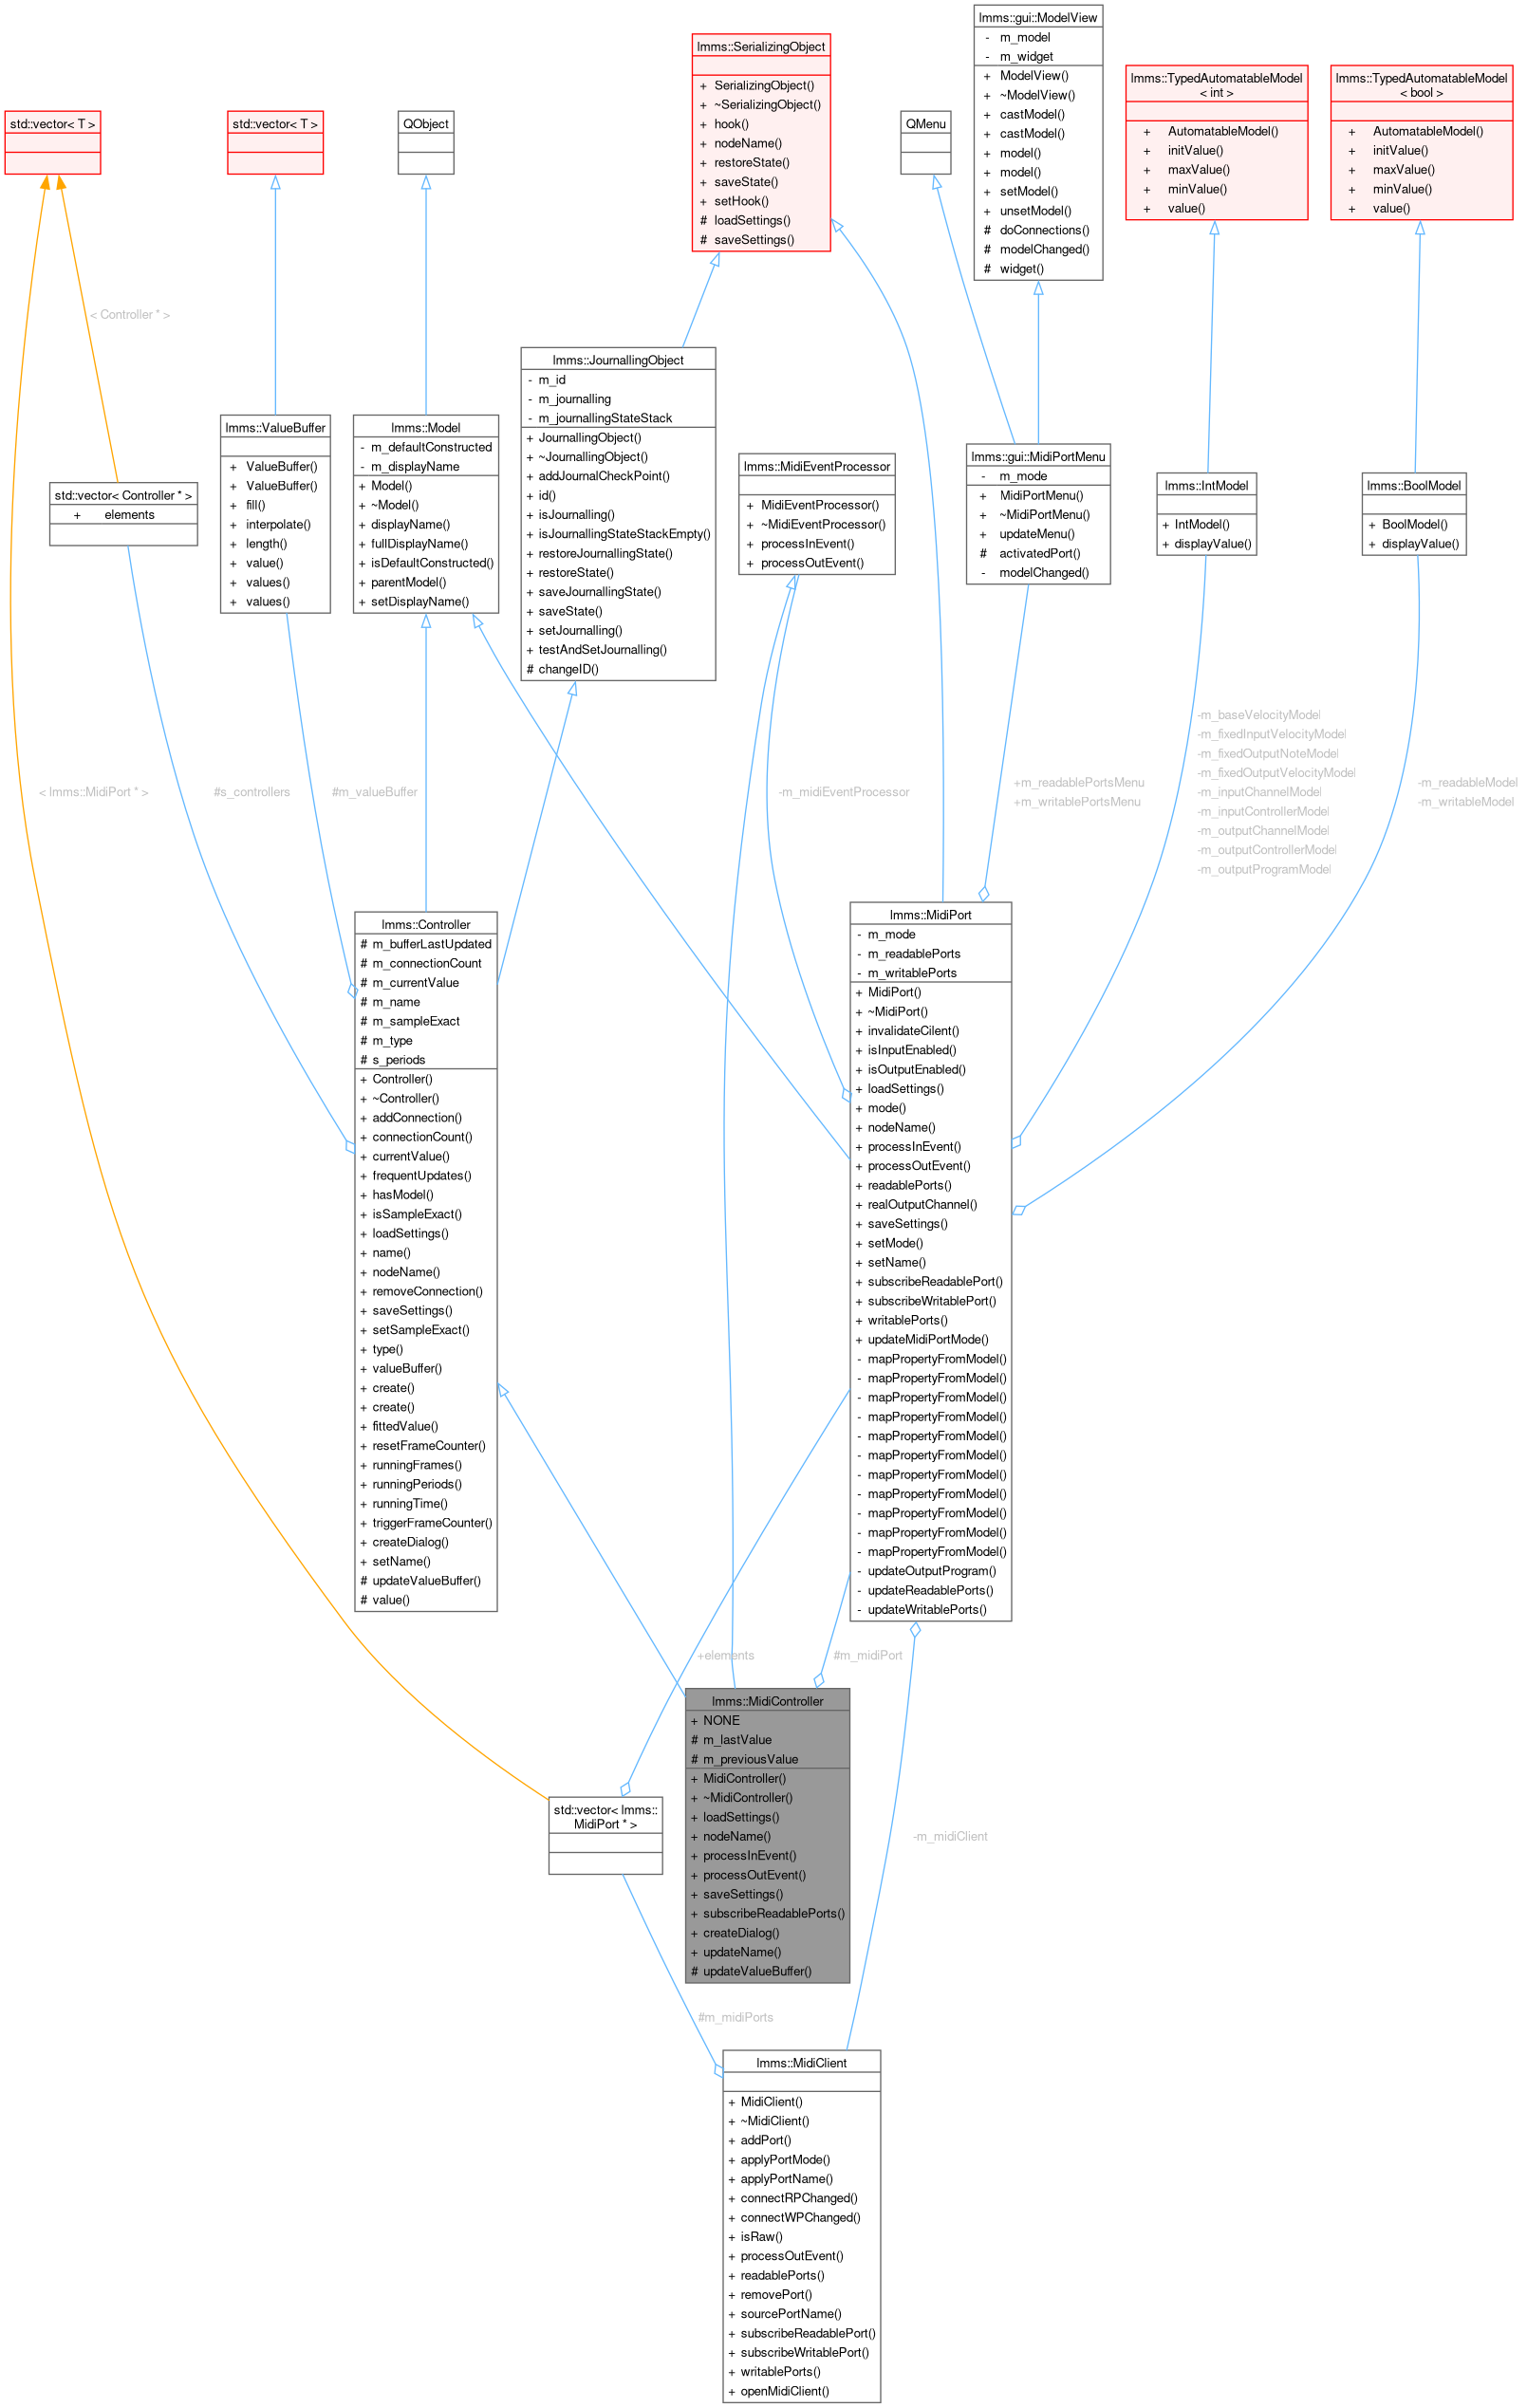 lmms::gui::ModelView
- m_model
- m_widget
+ ModelView()
+ ~ModelView()
+ castModel()
+ castModel()
+ model()
+ model()
+ setModel()
+ unsetModel()
# doConnections()
# modelChanged()
# widget()
lmms::SerializingObject
+ SerializingObject()
+ ~SerializingObject()
+ hook()
+ nodeName()
+ restoreState()
+ saveState()
+ setHook()
# loadSettings()
# saveSettings()
lmms::TypedAutomatableModel
< int >
+ AutomatableModel()
+ initValue()
+ maxValue()
+ minValue()
+ value()
lmms::TypedAutomatableModel
< bool >
+ AutomatableModel()
+ initValue()
+ maxValue()
+ minValue()
+ value()
std::vector< T >
std::vector< T >
QObject
QMenu
< Controller * >
lmms::JournallingObject
- m_id
- m_journalling
- m_journallingStateStack
+ JournallingObject()
+ ~JournallingObject()
+ addJournalCheckPoint()
+ id()
+ isJournalling()
+ isJournallingStateStackEmpty()
+ restoreJournallingState()
+ restoreState()
+ saveJournallingState()
+ saveState()
+ setJournalling()
+ testAndSetJournalling()
# changeID()
lmms::ValueBuffer
+ ValueBuffer()
+ ValueBuffer()
+ fill()
+ interpolate()
+ length()
+ value()
+ values()
+ values()
lmms::Model
- m_defaultConstructed
- m_displayName
+ Model()
+ ~Model()
+ displayName()
+ fullDisplayName()
+ isDefaultConstructed()
+ parentModel()
+ setDisplayName()
lmms::MidiEventProcessor
+ MidiEventProcessor()
+ ~MidiEventProcessor()
+ processInEvent()
+ processOutEvent()
lmms::gui::MidiPortMenu
- m_mode
+ MidiPortMenu()
+ ~MidiPortMenu()
+ updateMenu()
# activatedPort()
- modelChanged()
std::vector< Controller * >
+ elements
lmms::IntModel
+ IntModel()
+ displayValue()
lmms::BoolModel
+ BoolModel()
+ displayValue()
< lmms::MidiPort * >
#s_controllers
#m_valueBuffer
-m_midiEventProcessor
+m_readablePortsMenu
+m_writablePortsMenu
-m_baseVelocityModel
-m_fixedInputVelocityModel
-m_fixedOutputNoteModel
-m_fixedOutputVelocityModel
-m_inputChannelModel
-m_inputControllerModel
-m_outputChannelModel
-m_outputControllerModel
-m_outputProgramModel
-m_readableModel
-m_writableModel
lmms::Controller
# m_bufferLastUpdated
# m_connectionCount
# m_currentValue
# m_name
# m_sampleExact
# m_type
# s_periods
+ Controller()
+ ~Controller()
+ addConnection()
+ connectionCount()
+ currentValue()
+ frequentUpdates()
+ hasModel()
+ isSampleExact()
+ loadSettings()
+ name()
+ nodeName()
+ removeConnection()
+ saveSettings()
+ setSampleExact()
+ type()
+ valueBuffer()
+ create()
+ create()
+ fittedValue()
+ resetFrameCounter()
+ runningFrames()
+ runningPeriods()
+ runningTime()
+ triggerFrameCounter()
+ createDialog()
+ setName()
# updateValueBuffer()
# value()
lmms::MidiPort
- m_mode
- m_readablePorts
- m_writablePorts
+ MidiPort()
+ ~MidiPort()
+ invalidateCilent()
+ isInputEnabled()
+ isOutputEnabled()
+ loadSettings()
+ mode()
+ nodeName()
+ processInEvent()
+ processOutEvent()
+ readablePorts()
+ realOutputChannel()
+ saveSettings()
+ setMode()
+ setName()
+ subscribeReadablePort()
+ subscribeWritablePort()
+ writablePorts()
+ updateMidiPortMode()
- mapPropertyFromModel()
- mapPropertyFromModel()
- mapPropertyFromModel()
- mapPropertyFromModel()
- mapPropertyFromModel()
- mapPropertyFromModel()
- mapPropertyFromModel()
- mapPropertyFromModel()
- mapPropertyFromModel()
- mapPropertyFromModel()
- mapPropertyFromModel()
- updateOutputProgram()
- updateReadablePorts()
- updateWritablePorts()
+elements
#m_midiPort
lmms::MidiController
+ NONE
# m_lastValue
# m_previousValue
+ MidiController()
+ ~MidiController()
+ loadSettings()
+ nodeName()
+ processInEvent()
+ processOutEvent()
+ saveSettings()
+ subscribeReadablePorts()
+ createDialog()
+ updateName()
# updateValueBuffer()
std::vector< lmms::
MidiPort * >
-m_midiClient
#m_midiPorts
lmms::MidiClient
+ MidiClient()
+ ~MidiClient()
+ addPort()
+ applyPortMode()
+ applyPortName()
+ connectRPChanged()
+ connectWPChanged()
+ isRaw()
+ processOutEvent()
+ readablePorts()
+ removePort()
+ sourcePortName()
+ subscribeReadablePort()
+ subscribeWritablePort()
+ writablePorts()
+ openMidiClient()